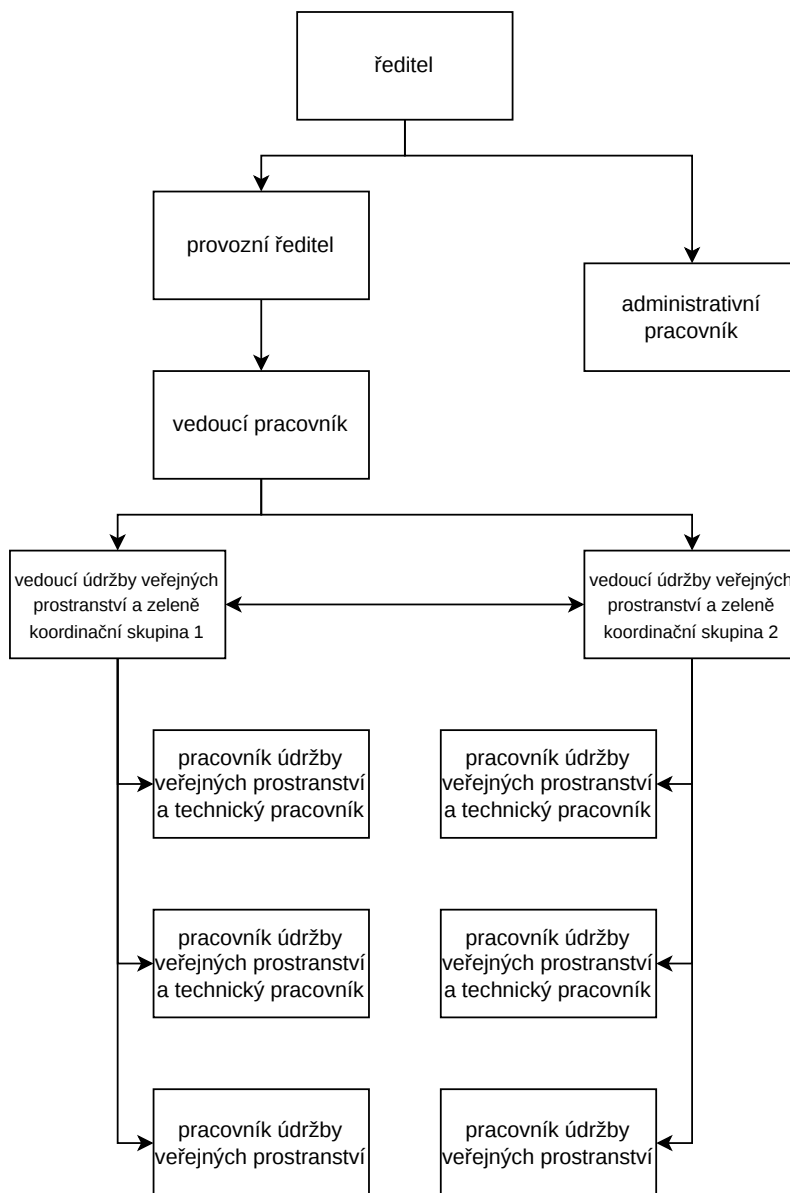 ředitel
provozní ředitel
administrativní
pracovník
vedoucí pracovník
vedoucí údržby veřejných
prostranství a zeleně
koordinační skupina 1
vedoucí údržby veřejných
prostranství a zeleně
koordinační skupina 2
pracovník údržby
veřejných prostranství
a technický pracovník
pracovník údržby
veřejných prostranství
a technický pracovník
pracovník údržby
veřejných prostranství
a technický pracovník
pracovník údržby
veřejných prostranství
a technický pracovník
pracovník údržby
veřejných prostranství
pracovník údržby
veřejných prostranství